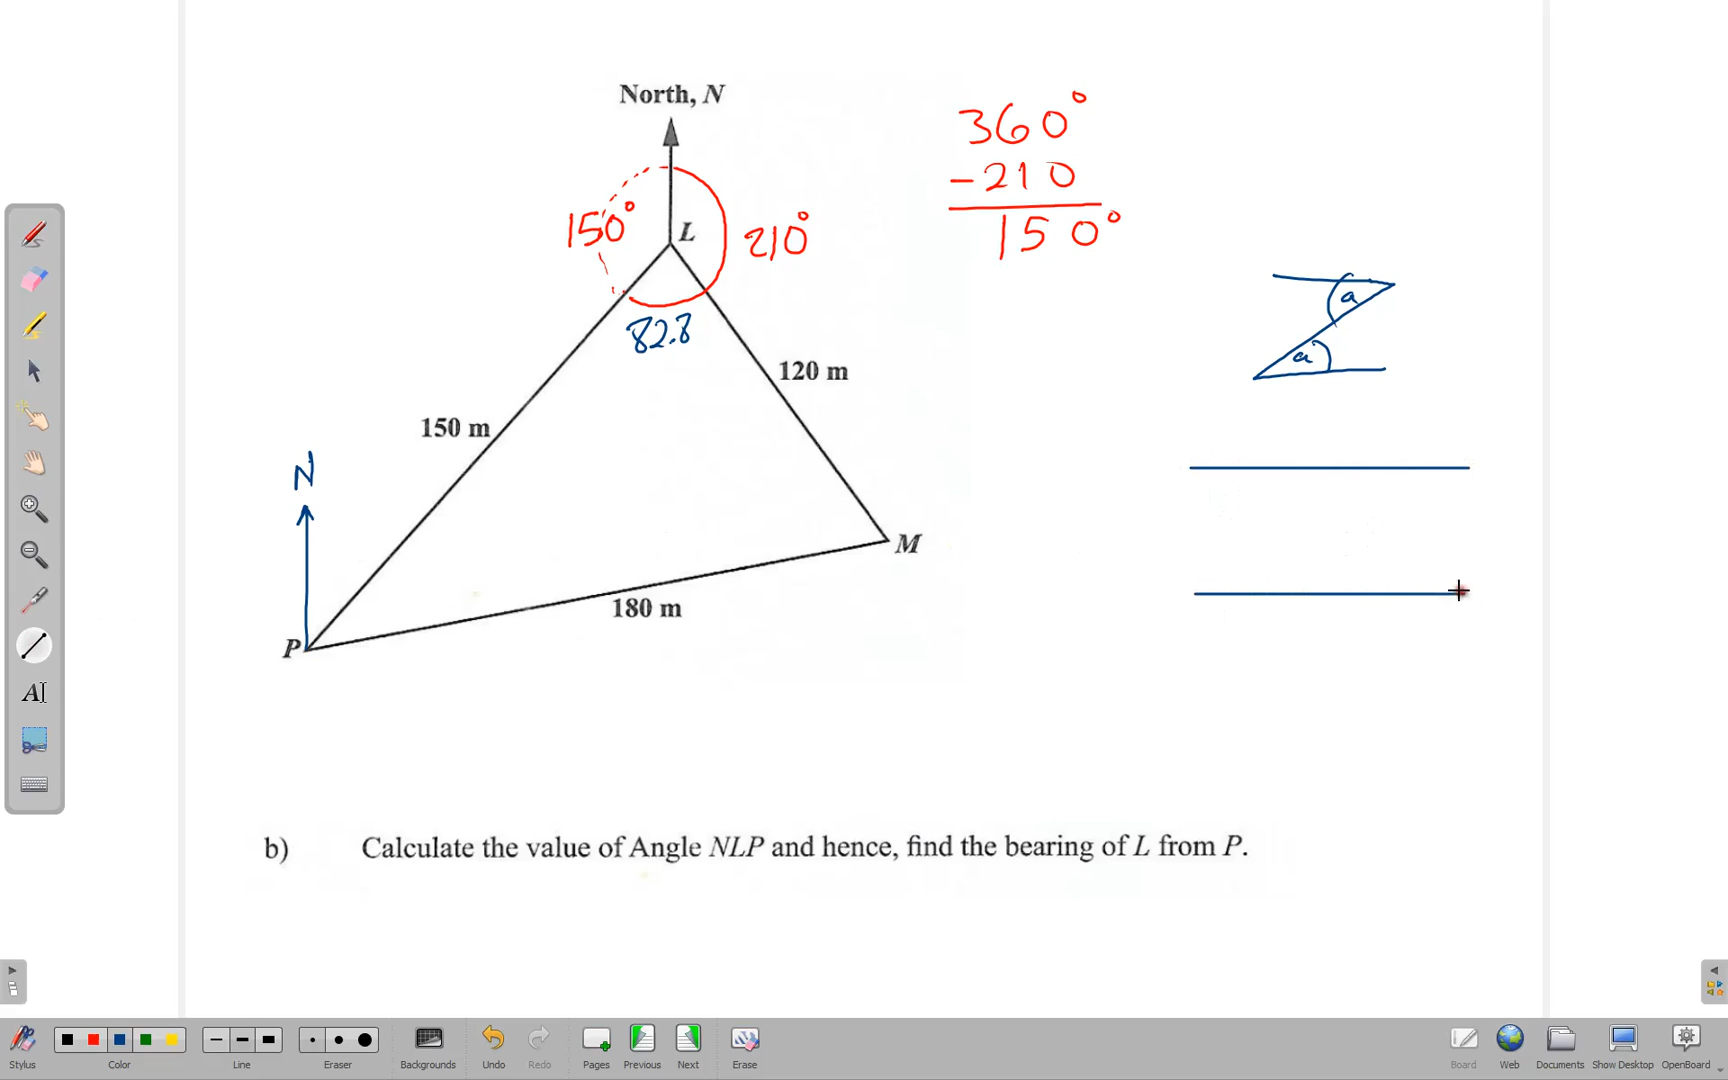 North, N
360°
-210
150°
150°
L
210°
82.8
a
a
120 m
150 m
N
M
180 m
P
b) Calculate the value of Angle NLP and hence, find the bearing of L from P.
A
Stylus
Color
Line
Eraser
Backgrounds
Undo
Redo
Pages
Previous
Next
Erase
Board
Web
Documents
Show Desktop
OpenBoard